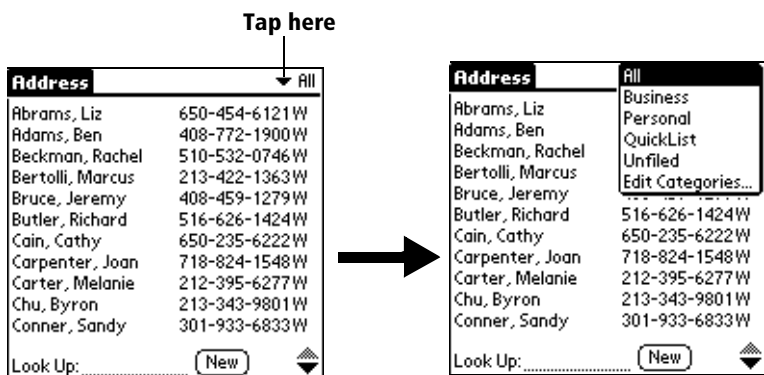 Tap here
Address All
Abrams, Liz 650-454-6121W
Adams, Ben 408-772-1900W
Beckman, Rachel 510-532-0746W
Bertolli, Marcus 213-422-1363W
Bruce, Jeremy 408-459-1279W
Butler, Richard 516-626-1424W
Cain, Cathy 650-235-6222W
Carpenter, Joan 718-824-1548W
Carter, Melanie 212-395-6277W
Chu, Byron 213-343-9801W
Conner, Sandy 301-933-6833W
Look Up: New
Address All
Business
Personal
QuickList
Unfiled
Edit Categories...
Abrams, Liz
Adams, Ben
Beckman, Rachel
Bertolli, Marcus
Bruce, Jeremy
Butler, Richard 516-626-1424W
Cain, Cathy 650-235-6222W
Carpenter, Joan 718-824-1548W
Carter, Melanie 212-395-6277W
Chu, Byron 213-343-9801W
Conner, Sandy 301-933-6833W
Look Up: New